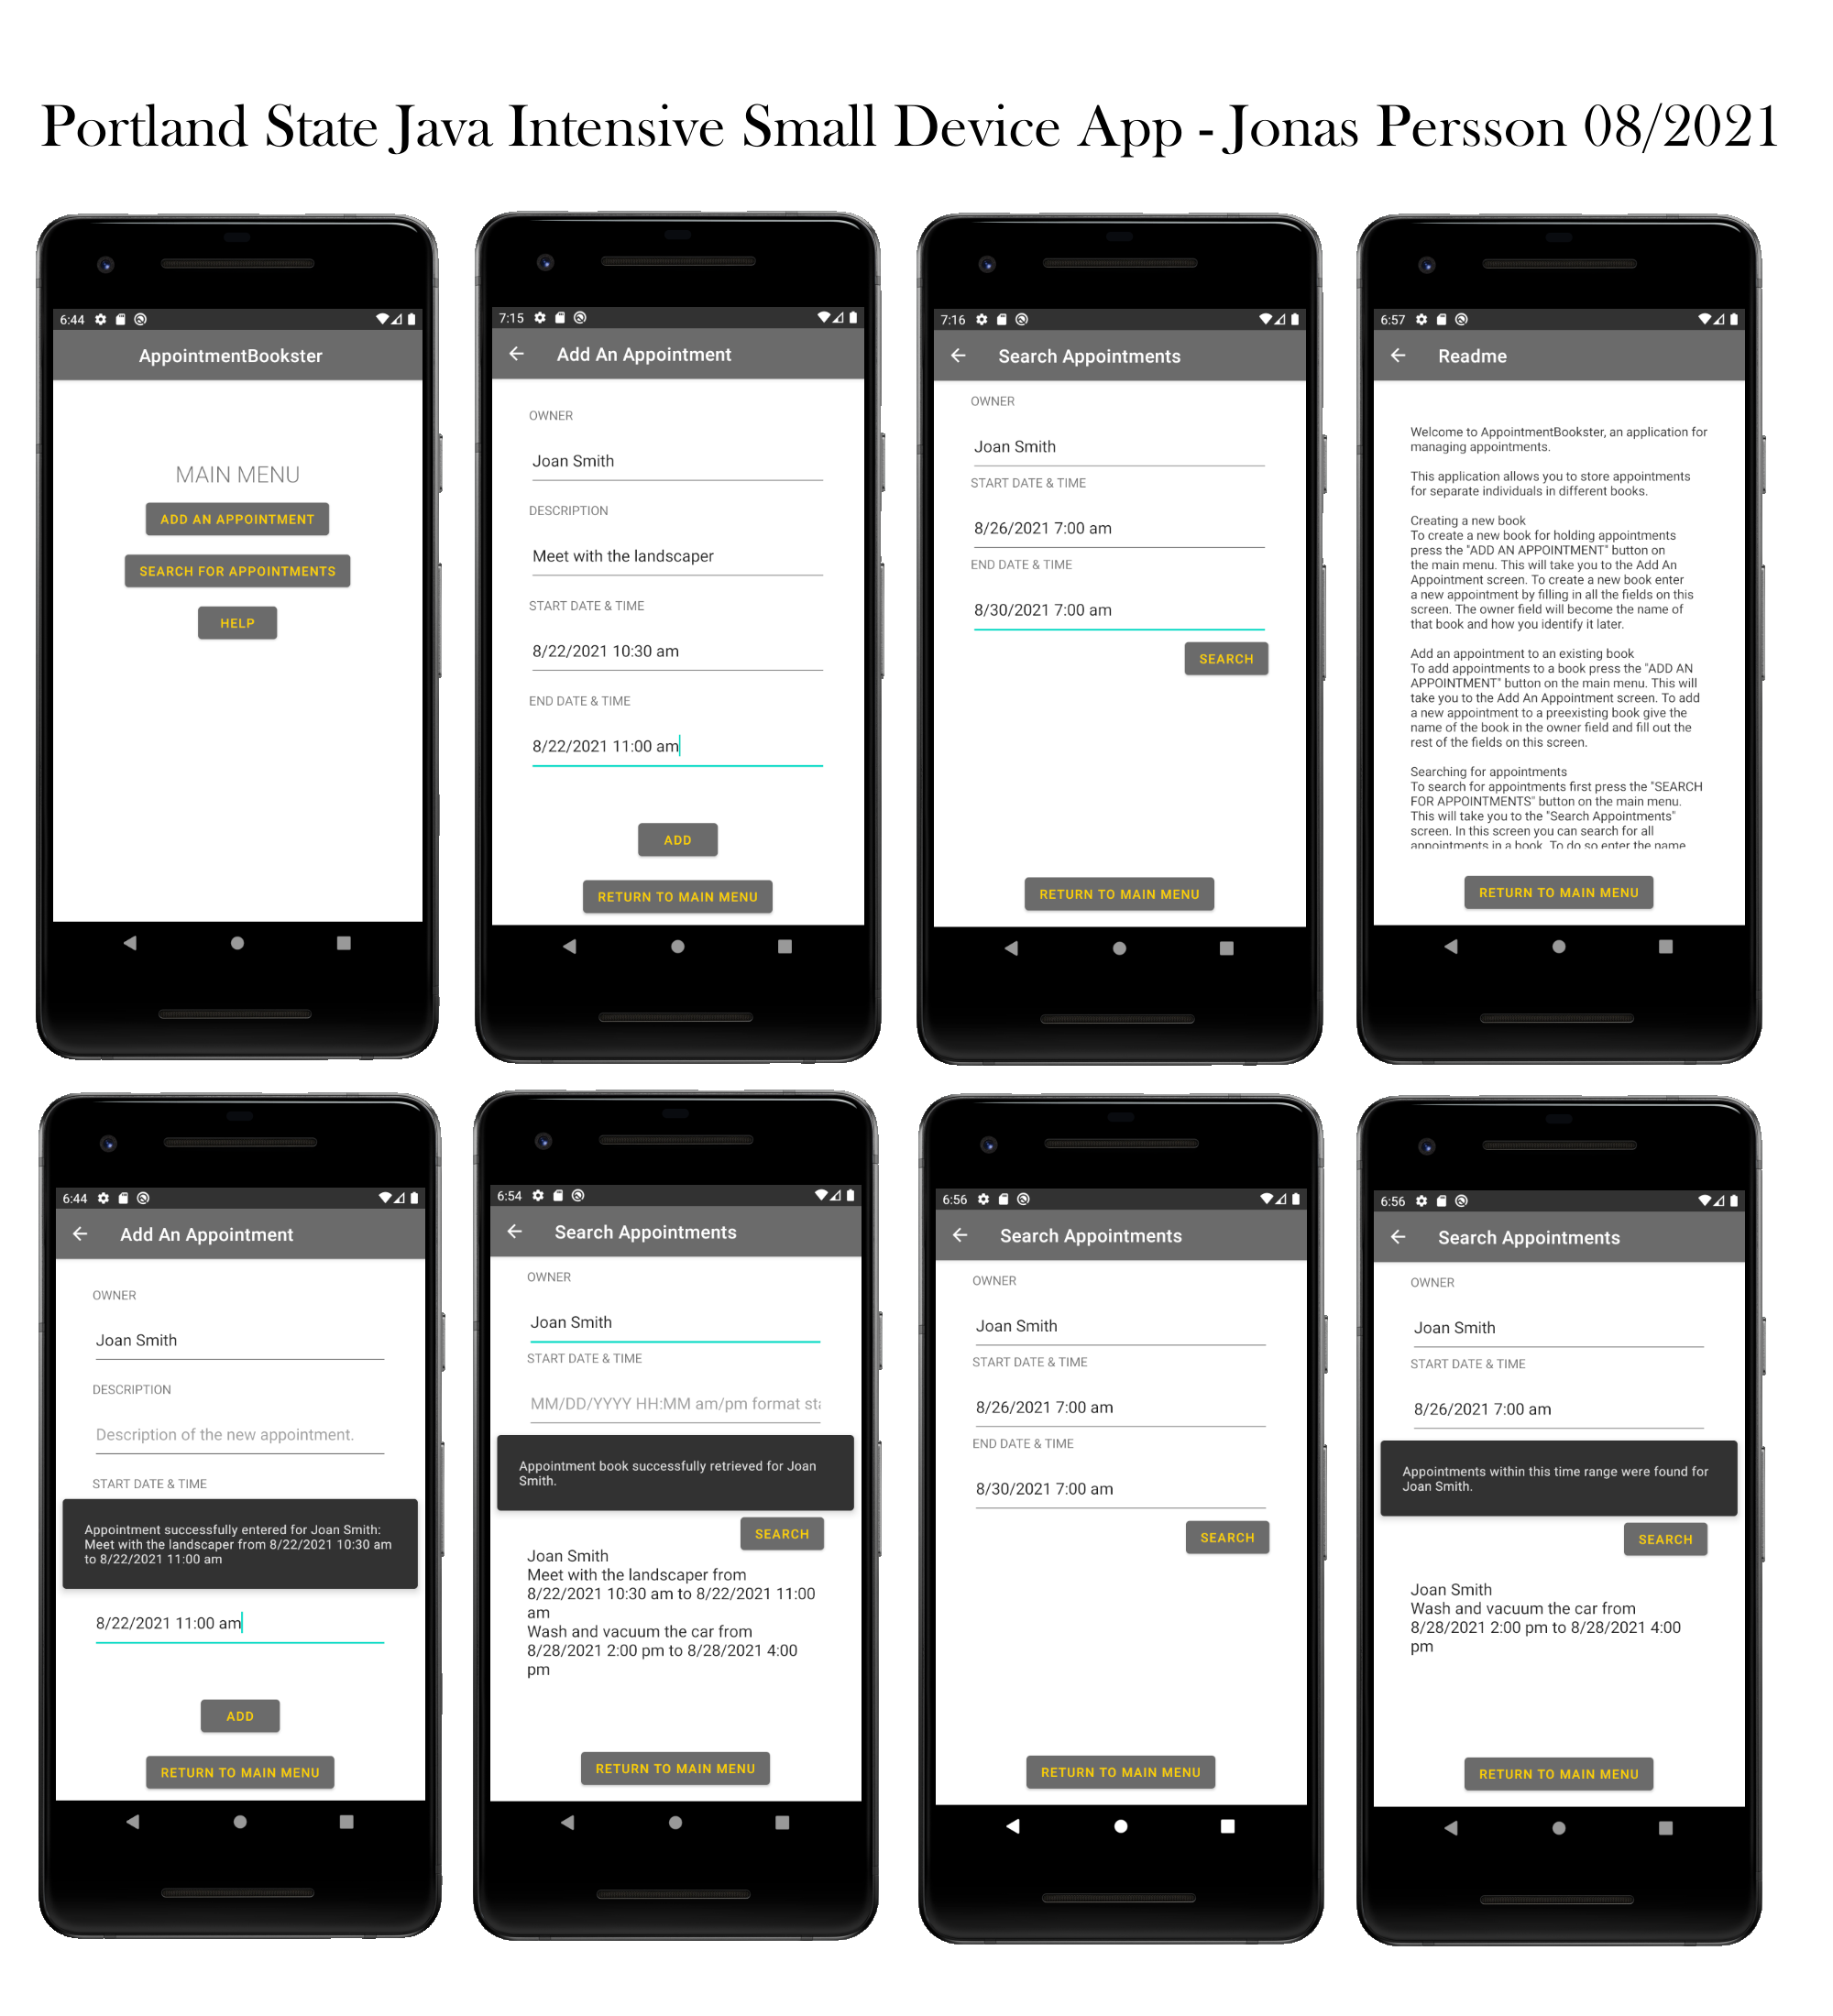 Portland State Java Intensive Small Device App - Jonas Persson 08/2021
6:44
AppointmentBookster
MAIN MENU
ADD AN APPOINTMENT
SEARCH FOR APPOINTMENTS
HELP
7:15
Add An Appointment
OWNER
Joan Smith
DESCRIPTION
Meet with the landscaper
START DATE & TIME
8/22/2021 10:30 am
END DATE & TIME
8/22/2021 11:00 am
ADD
RETURN TO MAIN MENU
7:16
Search Appointments
OWNER
Joan Smith
START DATE & TIME
8/26/2021 7:00 am
END DATE & TIME
8/30/2021 7:00 am
SEARCH
RETURN TO MAIN MENU
6:57
Readme
Welcome to AppointmentBookster, an application for
managing appointments.
This application allows you to store appointments
for separate individuals in different books.
Creating a new book
To create a new book for holding appointments
press the "ADD AN APPOINTMENT" button on
the main menu. This will take you to the Add An
Appointment screen. To create a new book enter
a new appointment by filling in all the fields on this
screen. The owner field will become the name of
that book and how you identify it later.
Add an appointment to an existing book
To add appointments to a book press the "ADD AN
APPOINTMENT" button on the main menu. This will
take you to the Add An Appointment screen. To add
a new appointment to a preexisting book give the
name of the book in the owner field and fill out the
rest of the fields on this screen.
Searching for appointments
To search for appointments first press the "SEARCH
FOR APPOINTMENTS" button on the main menu.
This will take you to the "Search Appointments"
screen. In this screen you can search for all
appointments in a book. To do so enter the name
RETURN TO MAIN MENU
6:44
Add An Appointment
OWNER
Joan Smith
DESCRIPTION
Description of the new appointment.
START DATE & TIME
Appointment successfully entered for Joan Smith:
Meet with the landscaper from 8/22/2021 10:30 am
to 8/22/2021 11:00 am
8/22/2021 11:00 am
ADD
RETURN TO MAIN MENU
6:54
Search Appointments
OWNER
Joan Smith
START DATE & TIME
MM/DD/YYYY HH:MM am/pm format sta
Appointment book successfully retrieved for Joan
Smith.
SEARCH
Joan Smith
Meet with the landscaper from
8/22/2021 10:30 am to 8/22/2021 11:00
am
Wash and vacuum the car from
8/28/2021 2:00 pm to 8/28/2021 4:00
pm
RETURN TO MAIN MENU
6:56
Search Appointments
OWNER
Joan Smith
START DATE & TIME
8/26/2021 7:00 am
END DATE & TIME
8/30/2021 7:00 am
SEARCH
RETURN TO MAIN MENU
6:56
Search Appointments
OWNER
Joan Smith
START DATE & TIME
8/26/2021 7:00 am
Appointments within this time range were found for
Joan Smith.
SEARCH
Joan Smith
Wash and vacuum the car from
8/28/2021 2:00 pm to 8/28/2021 4:00
pm
RETURN TO MAIN MENU